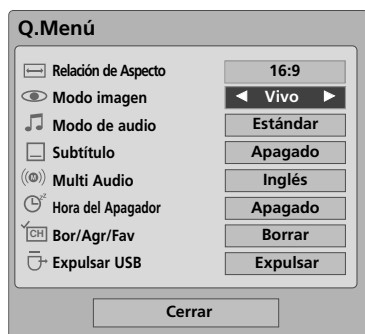 Q.Menú
Relación de Aspecto 16:9
Modo imagen ◀ Vivo ▶
Modo de audio Estándar
Subtítulo Apagado
Multi Audio Inglés
Hora del Apagador Apagado
CH Bor/Agr/Fav Borrar
Expulsar USB Expulsar
Cerrar